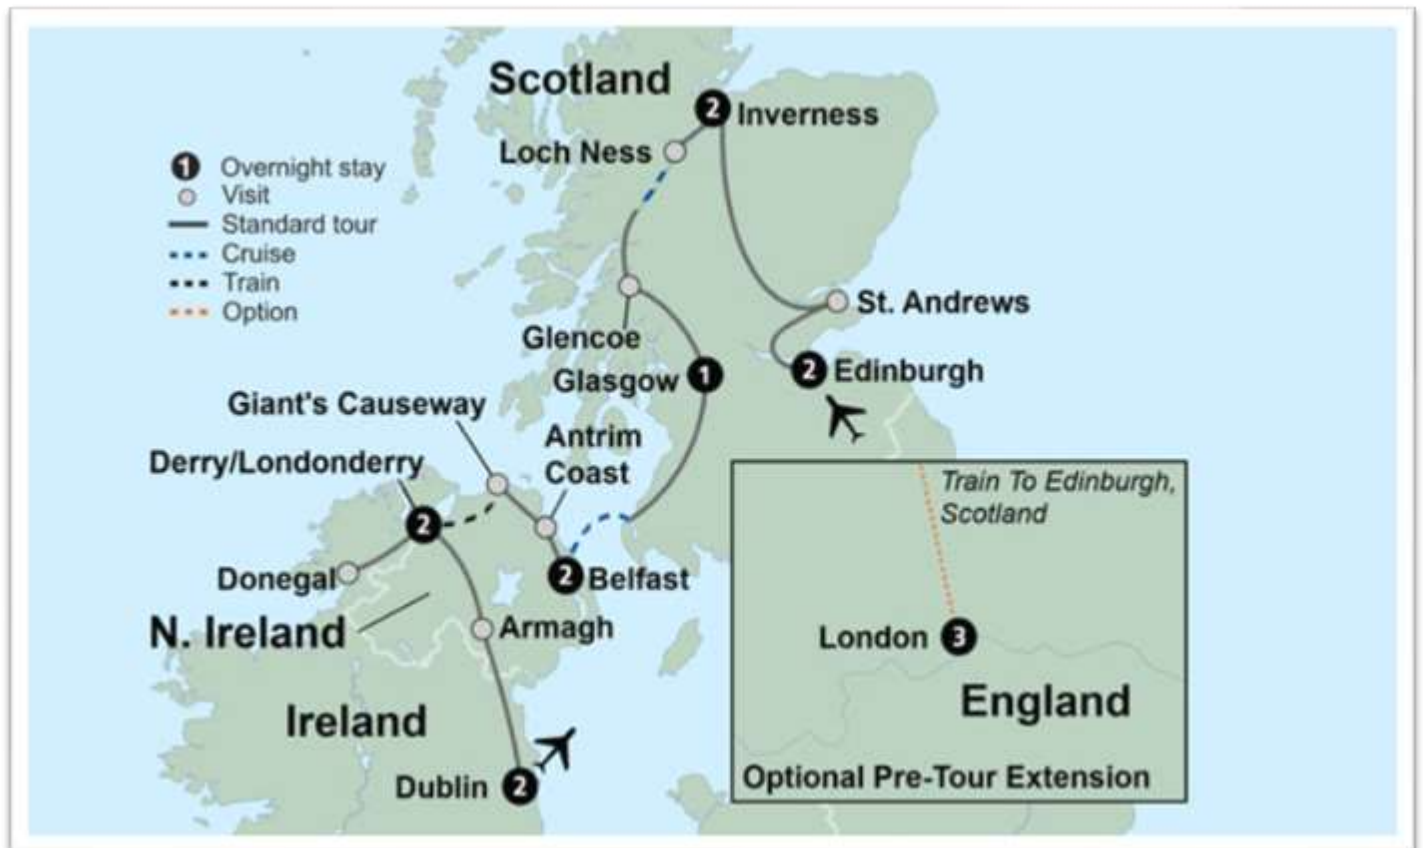 Scotland
2 Inverness
Loch Ness
1 Overnight stay
Visit
Standard tour
Cruise
Train
Option
St. Andrews
Glencoe
Glasgow 1
2 Edinburgh
Giant's Causeway
Antrim
Coast
Derry/Londonderry
2
Donegal
2 Belfast
N. Ireland
Armagh
Ireland
Dublin 2
Train To Edinburgh,
Scotland
London 3
England
Optional Pre-Tour Extension